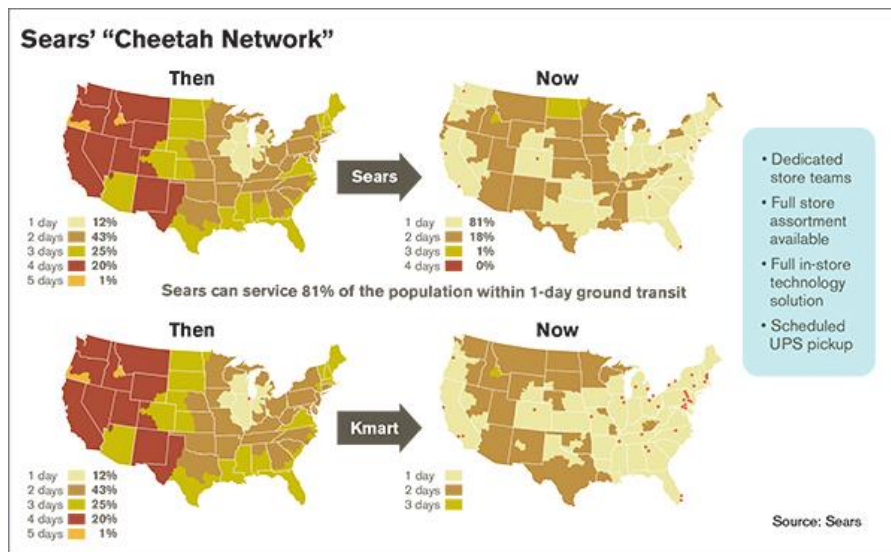 Sears’ “Cheetah Network”
Then
Now
Sears
1 day 12%
2 days 43%
3 days 25%
4 days 20%
5 days 1%
1 day 81%
2 days 18%
3 days 1%
4 days 0%
Sears can service 81% of the population within 1-day ground transit
Then
Now
Kmart
1 day 12%
2 days 43%
3 days 25%
4 days 20%
5 days 1%
1 day
2 days
3 days
• Dedicated
store teams
• Full store
assortment
available
• Full in-store
technology
solution
• Scheduled
UPS pickup
Source: Sears